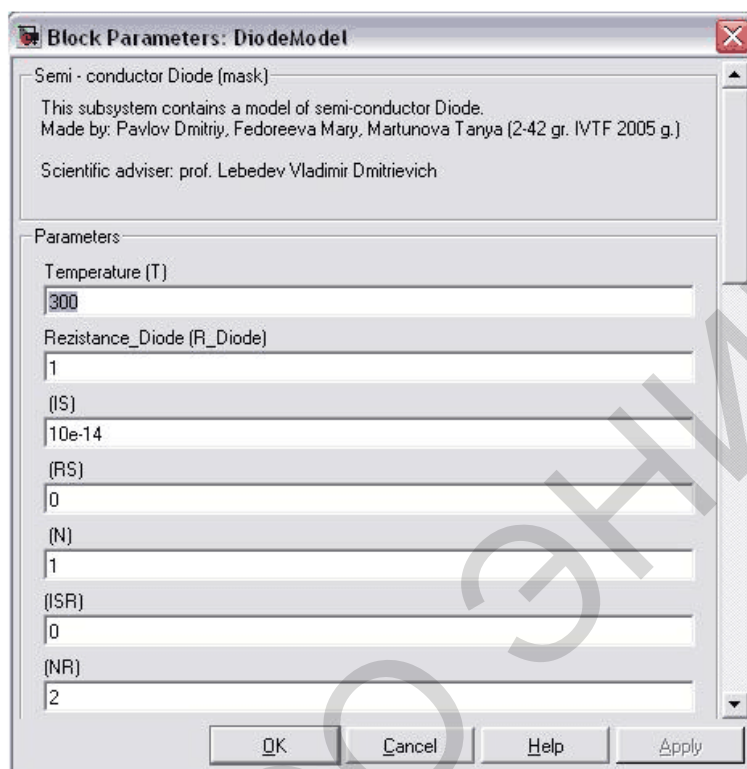 Block Parameters: DiodeModel
Semi - conductor Diode (mask)
This subsystem contains a model of semi-conductor Diode.
Made by: Pavlov Dmitriy, Fedoreeva Mary, Martunova Tanya (2-42 gr. IVTF 2005 g.)
Scientific adviser: prof. Lebedev Vladimir Dmitrievich
Parameters
Temperature (T)
300
Rezistance_Diode (R_Diode)
1
(IS)
10e-14
(RS)
0
(N)
1
(ISR)
0
(NR)
2
OK Cancel Help Apply